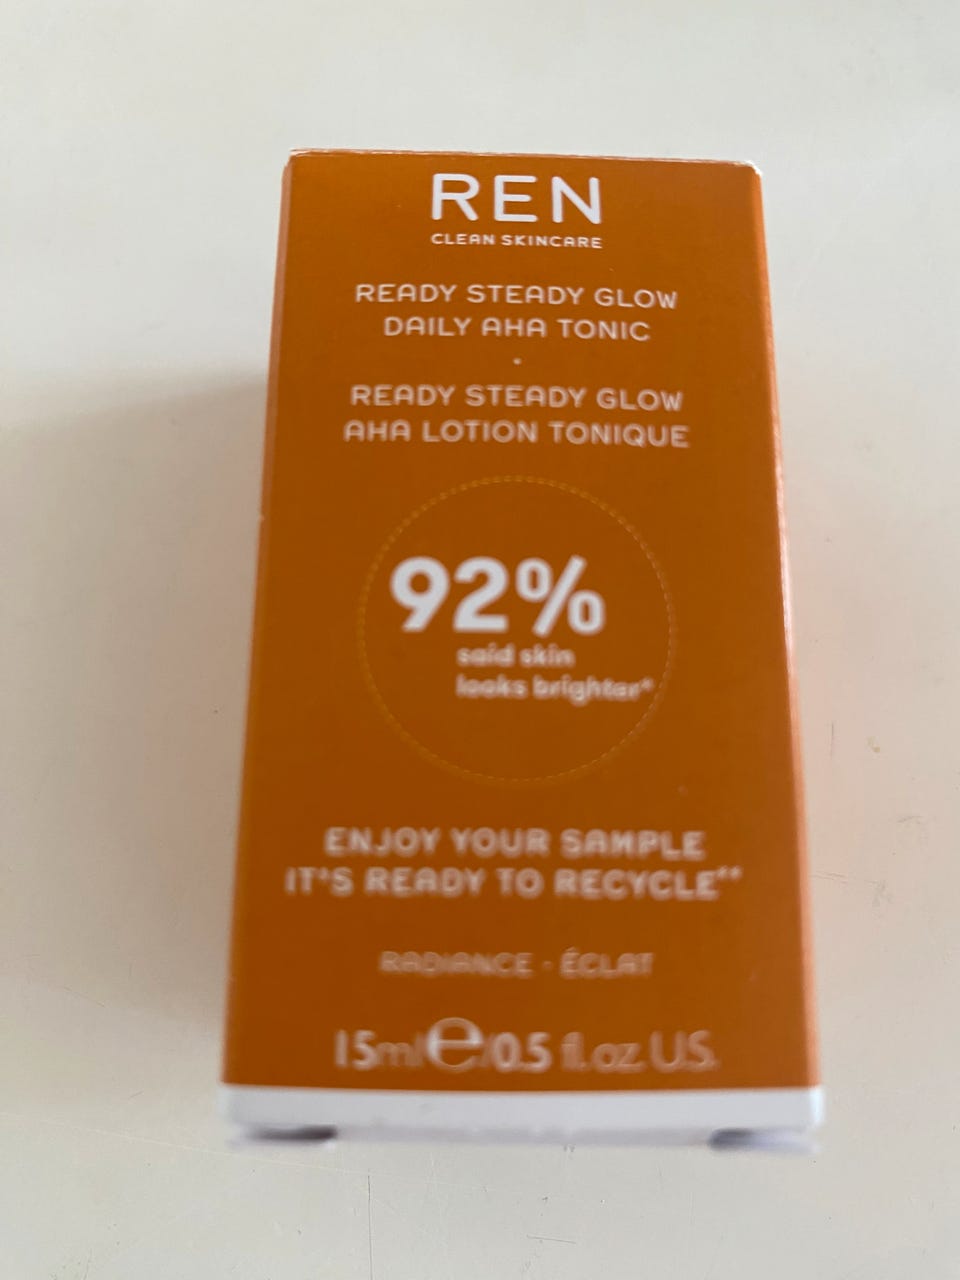 REN
CLEAN SKINCARE
READY STEADY GLOW
DAILY AHA TONIC
•
READY STEADY GLOW
AHA LOTION TONIQUE
92%
said skin
looks brighter*
ENJOY YOUR SAMPLE
IT'S READY TO RECYCLE**
RADIANCE - ÉCLAT
15ml e/0.5 fl. oz. US.